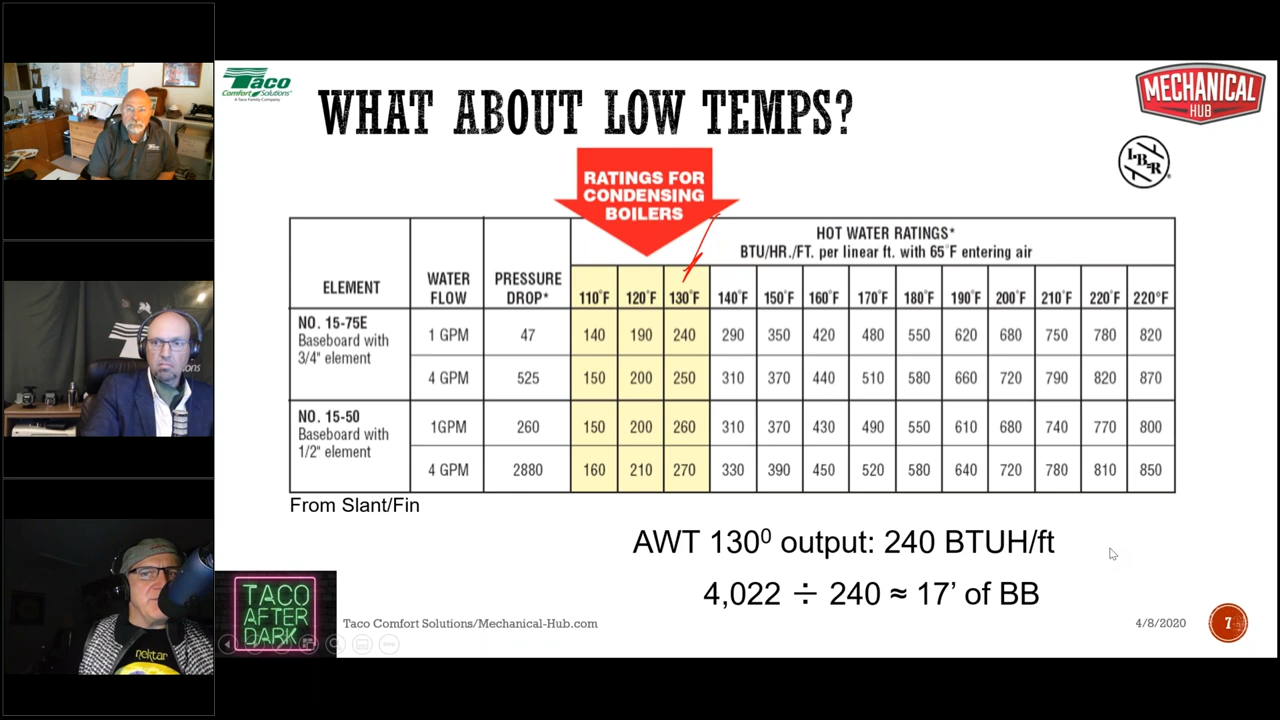 Taco
Comfort Solutions®
A Taco Family Company
WHAT ABOUT LOW TEMPS?
MECHANICAL
HUB
I=B=R
RATINGS FOR
CONDENSING
BOILERS
ELEMENT
WATER
FLOW
PRESSURE
DROP*
HOT WATER RATINGS*
BTU/HR./FT. per linear ft. with 65°F entering air
110°F 120°F 130°F 140°F 150°F 160°F 170°F 180°F 190°F 200°F 210°F 220°F 220°F
NO. 15-75E
Baseboard with
3/4" element
1 GPM 47 140 190 240 290 350 420 480 550 620 680 750 780 820
4 GPM 525 150 200 250 310 370 440 510 580 660 720 790 820 870
NO. 15-50
Baseboard with
1/2" element
1GPM 260 150 200 260 310 370 430 490 550 610 680 740 770 800
4 GPM 2880 160 210 270 330 390 450 520 580 640 720 780 810 850
From Slant/Fin
AWT 130⁰ output: 240 BTUH/ft
4,022 ÷ 240 ≈ 17’ of BB
TACO
AFTER
DARK
Taco Comfort Solutions/Mechanical-Hub.com
4/8/2020
7
nektar